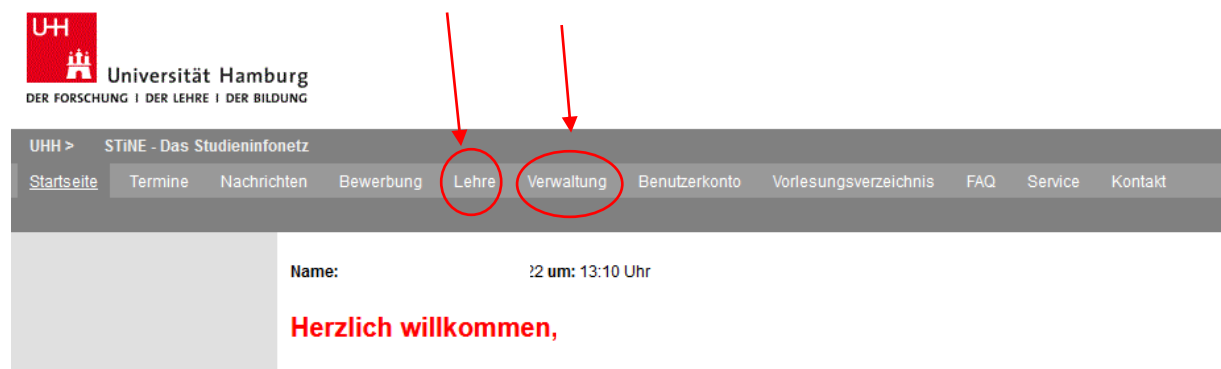 UHH
Universität Hamburg
DER FORSCHUNG I DER LEHRE I DER BILDUNG
UHH > STiNE - Das Studieninfonetz
Startseite Termine Nachrichten Bewerbung Lehre Verwaltung Benutzerkonto Vorlesungsverzeichnis FAQ Service Kontakt
Name: 22 um: 13:10 Uhr
Herzlich willkommen,